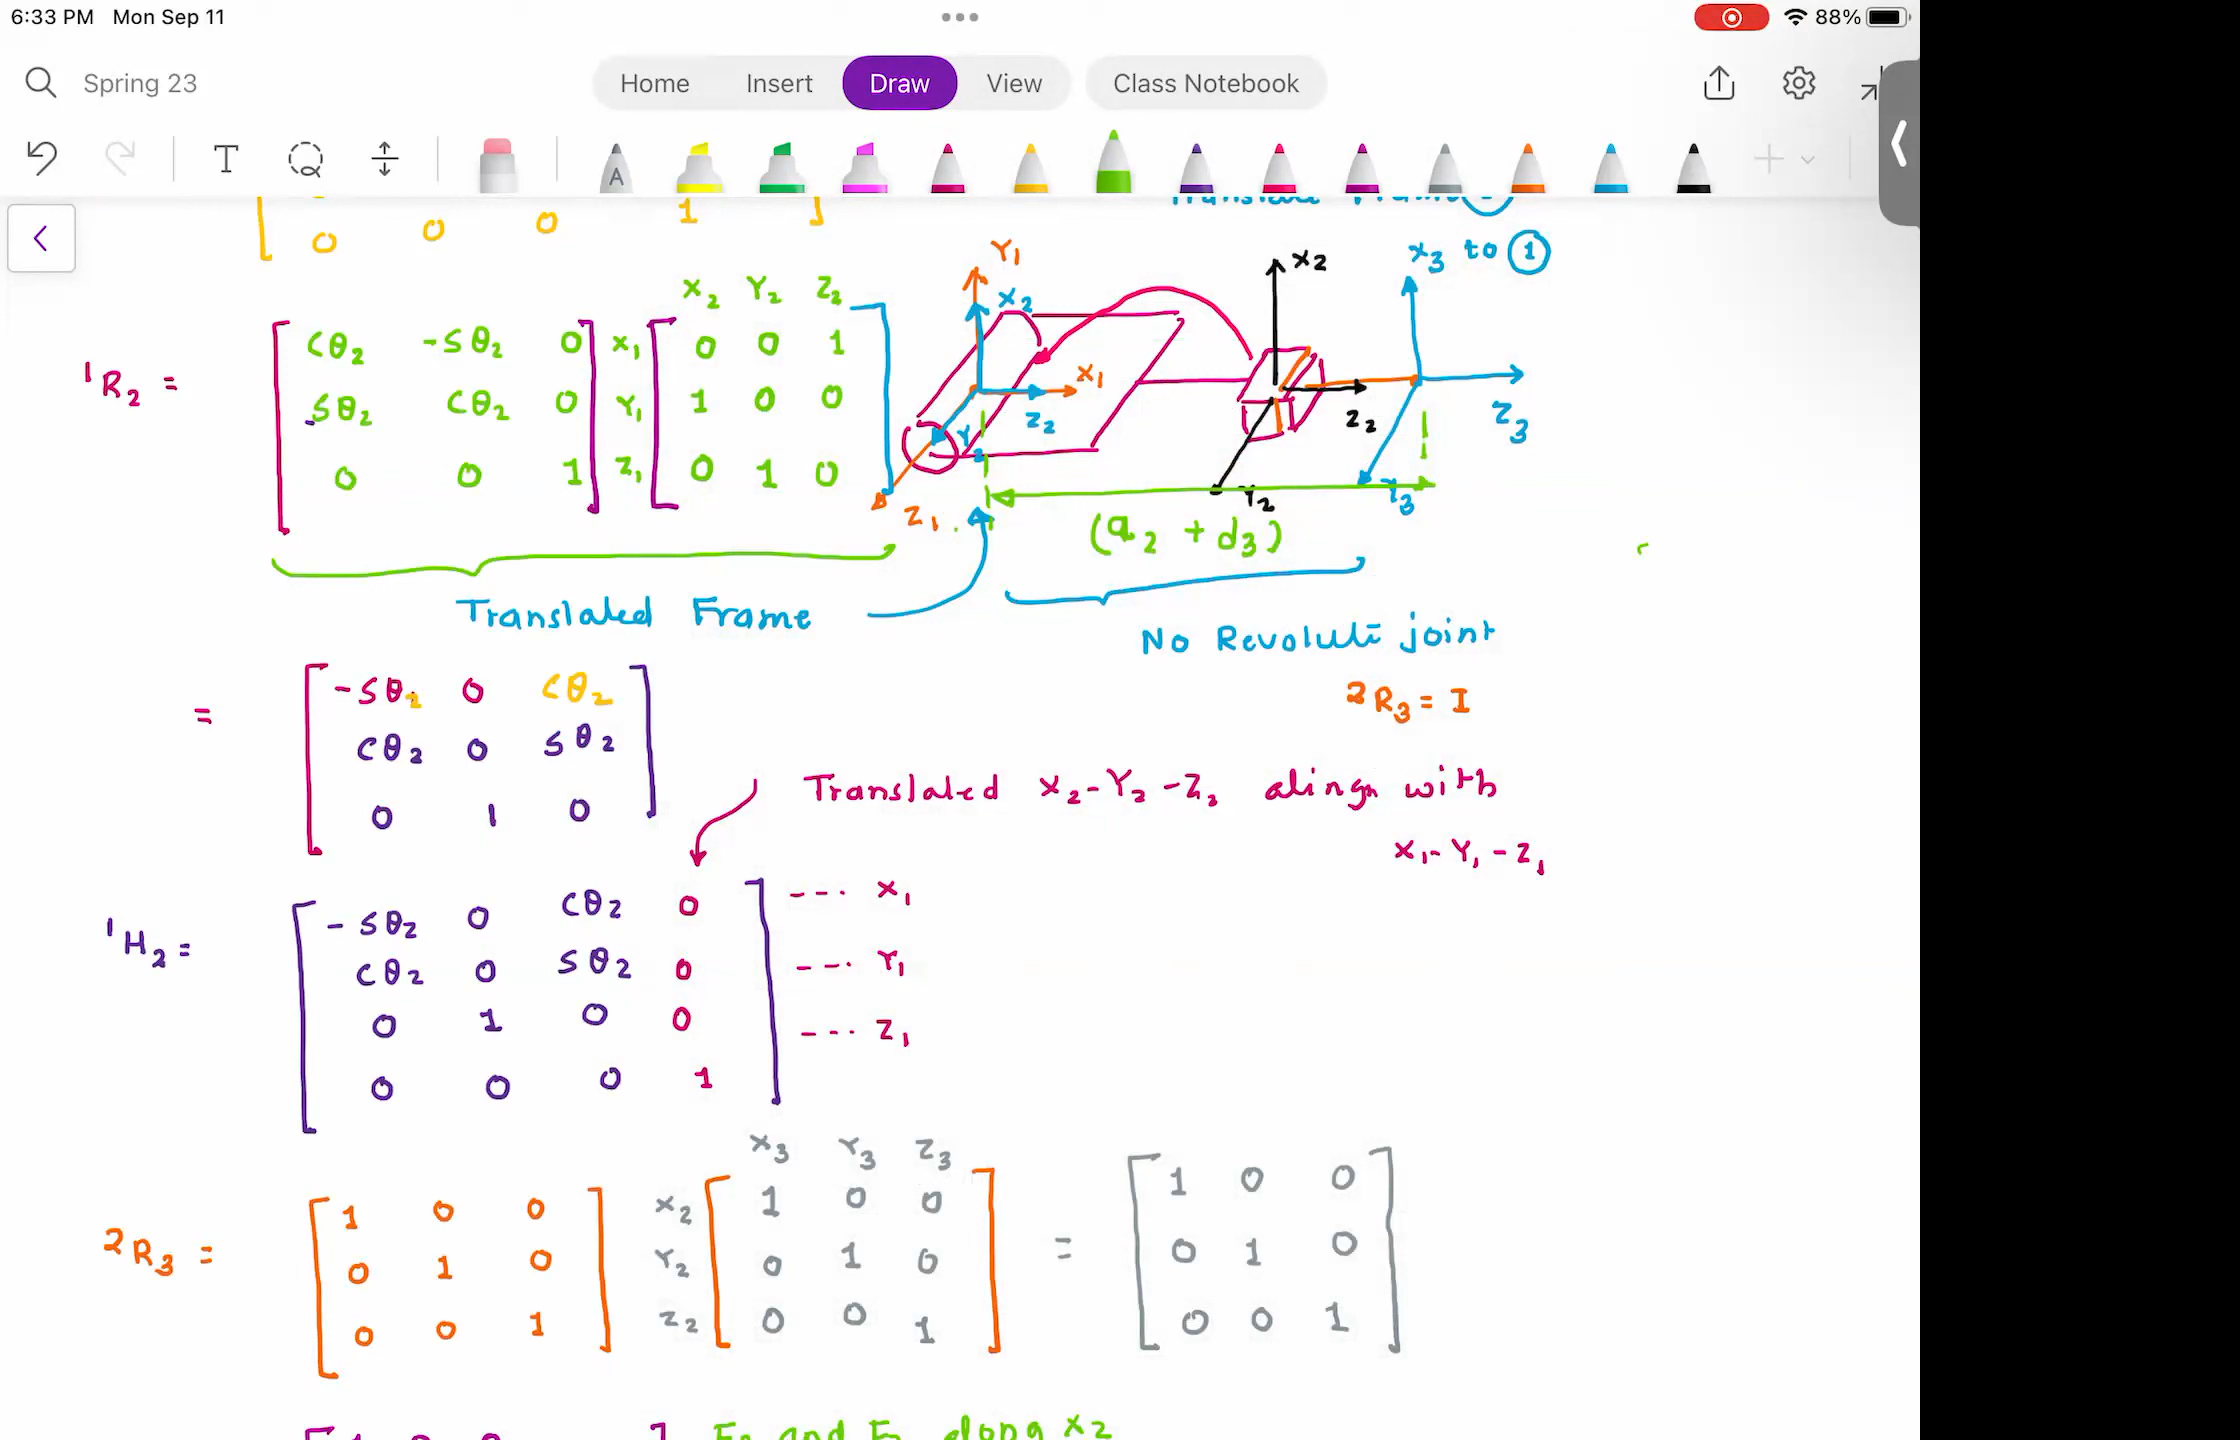 6:33 PM Mon Sep 11
88%
Spring 23
Home Insert Draw View Class Notebook
T A
0 0 0 1
X3 to 1
Y1 X2
X2 Y2 Z2
X2
¹R2 =
Cθ2 -Sθ2 0 X1 0 0 1
X1
Sθ2 Cθ2 0 Y1 1 0 0
Z2 Z2 Z3
0 0 1 Z1 0 1 0
Z1 Y2 Y3
(a2 + d3)
Translated Frame
No Revolute joint
²R3 = I
= -Sθ2 0 Cθ2
Cθ2 0 Sθ2
0 1 0
Translated X2-Y2-Z2 alingn with
X1-Y1-Z1
¹H2 =
-Sθ2 0 Cθ2 0 --- X1
Cθ2 0 Sθ2 0 --- Y1
0 1 0 0 --- Z1
0 0 0 1
X3 Y3 Z3
²R3 =
1 0 0 X2 1 0 0 = 1 0 0
0 1 0 Y2 0 1 0 0 1 0
0 0 1 Z2 0 0 1 0 0 1
and along X2